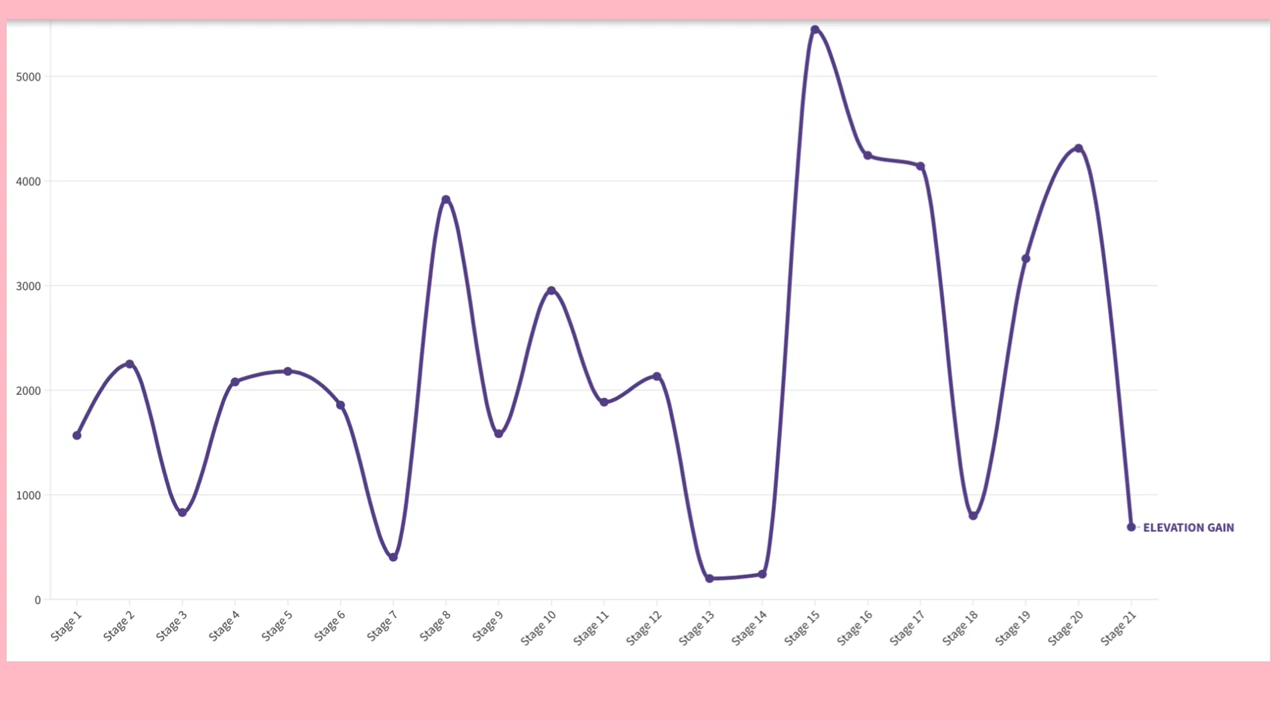 5000
4000
3000
2000
1000
0
ELEVATION GAIN
Stage 1
Stage 2
Stage 3
Stage 4
Stage 5
Stage 6
Stage 7
Stage 8
Stage 9
Stage 10
Stage 11
Stage 12
Stage 13
Stage 14
Stage 15
Stage 16
Stage 17
Stage 18
Stage 19
Stage 20
Stage 21